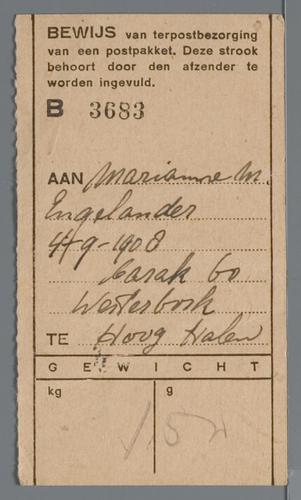 BEWIJS van terpostbezorging
van een postpakket. Deze strook
behoort door den afzender te
worden ingevuld.
B 3683
AAN Marianne M.
Engelander
4-9-1908
Barak 60
Westerbork
TE Hoog Halen
GEWICHT
kg g